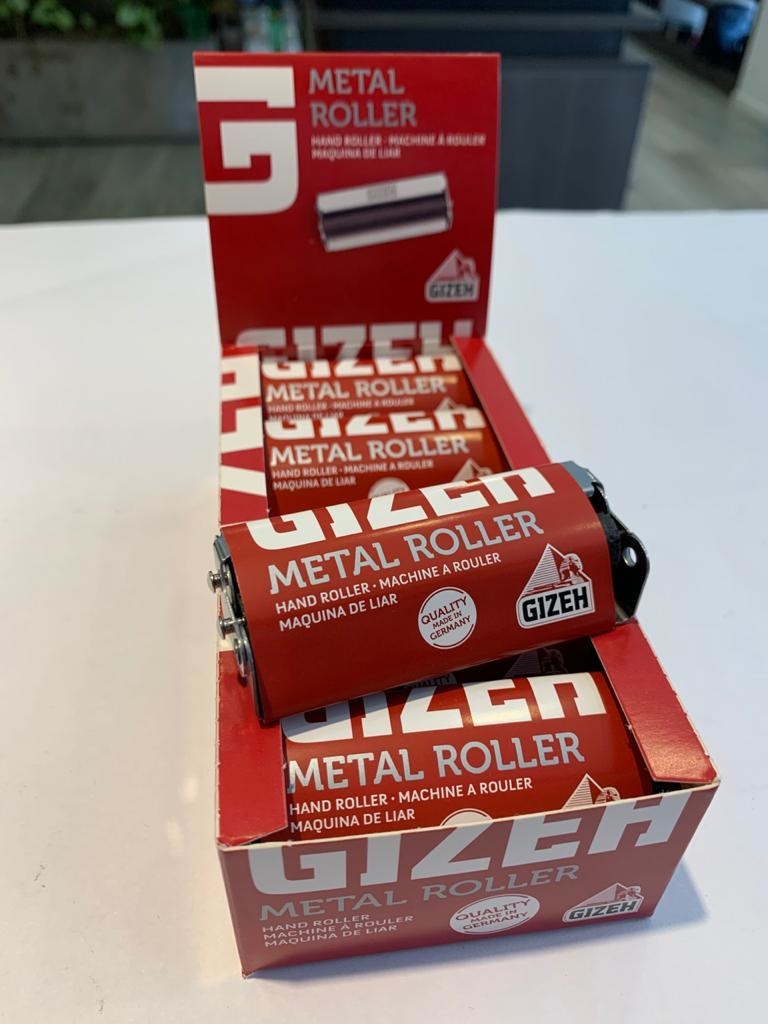 G
METAL
ROLLER
HAND ROLLER · MACHINE À ROULER
MAQUINA DE LIAR
GIZEH
GIZEH
GIZEH
METAL ROLLER
HAND ROLLER · MACHINE A ROULER
MAQUINA DE LIAR
GIZEH
METAL ROLLER
HAND ROLLER · MACHINE A ROULER
MAQUINA DE LIAR
QUALITY
GIZEH
METAL ROLLER
HAND ROLLER · MACHINE A ROULER
MAQUINA DE LIAR
QUALITY
MADE IN
GERMANY
GIZEH
GIZEH
METAL ROLLER
HAND ROLLER · MACHINE A ROULER
MAQUINA DE LIAR
GIZEH
METAL ROLLER
HAND ROLLER
MACHINE À ROULER
MAQUINA DE LIAR
QUALITY
MADE IN
GERMANY
GIZEH